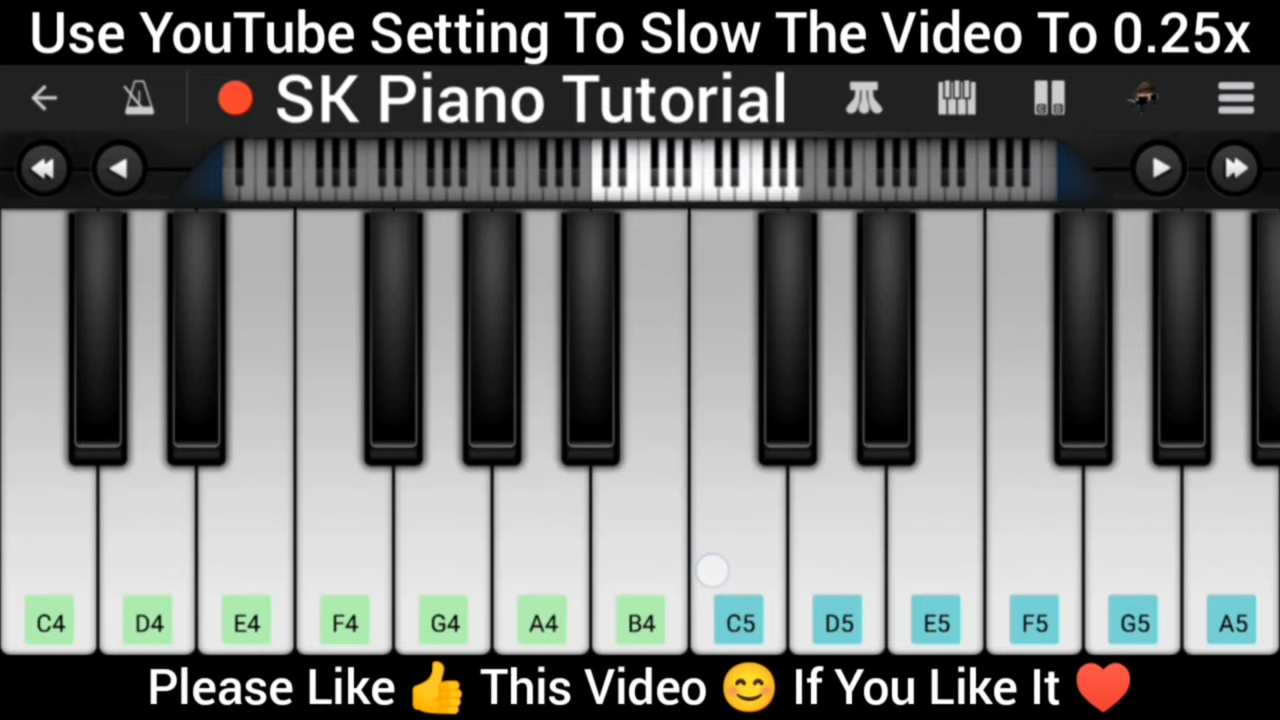 Use YouTube Setting To Slow The Video To 0.25x
SK Piano Tutorial
C4 D4 E4 F4 G4 A4 B4 C5 D5 E5 F5 G5 A5
Please Like 👍 This Video 😊 If You Like It ❤️